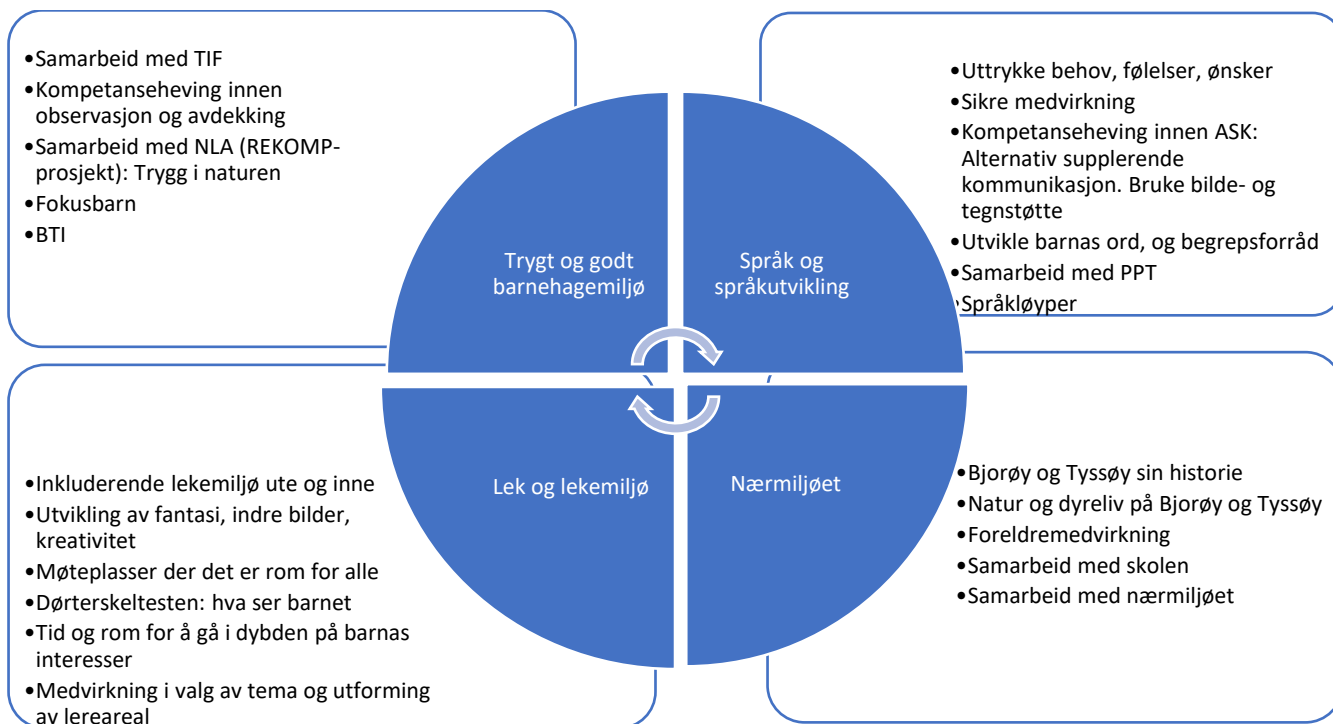 •Samarbeid med TIF
•Kompetanseheving innen
observasjon og avdekking
•Samarbeid med NLA (REKOMP-
prosjekt): Trygg i naturen
•Fokusbarn
•BTI
•Uttrykke behov, følelser, ønsker
•Sikre medvirkning
•Kompetanseheving innen ASK:
Alternativ supplerende
kommunikasjon. Bruke bilde- og
tegnstøtte
•Utvikle barnas ord, og begrepsforråd
•Samarbeid med PPT
•Språkløyper
Trygt og godt
barnehagemiljø
Språk og
språkutvikling
Lek og lekemiljø
Nærmiljøet
•Inkluderende lekemiljø ute og inne
•Utvikling av fantasi, indre bilder,
kreativitet
•Møteplasser der det er rom for alle
•Dørterskeltesten: hva ser barnet
•Tid og rom for å gå i dybden på barnas
interesser
•Medvirkning i valg av tema og utforming
av lereareal
•Bjorøy og Tyssøy sin historie
•Natur og dyreliv på Bjorøy og Tyssøy
•Foreldremedvirkning
•Samarbeid med skolen
•Samarbeid med nærmiljøet